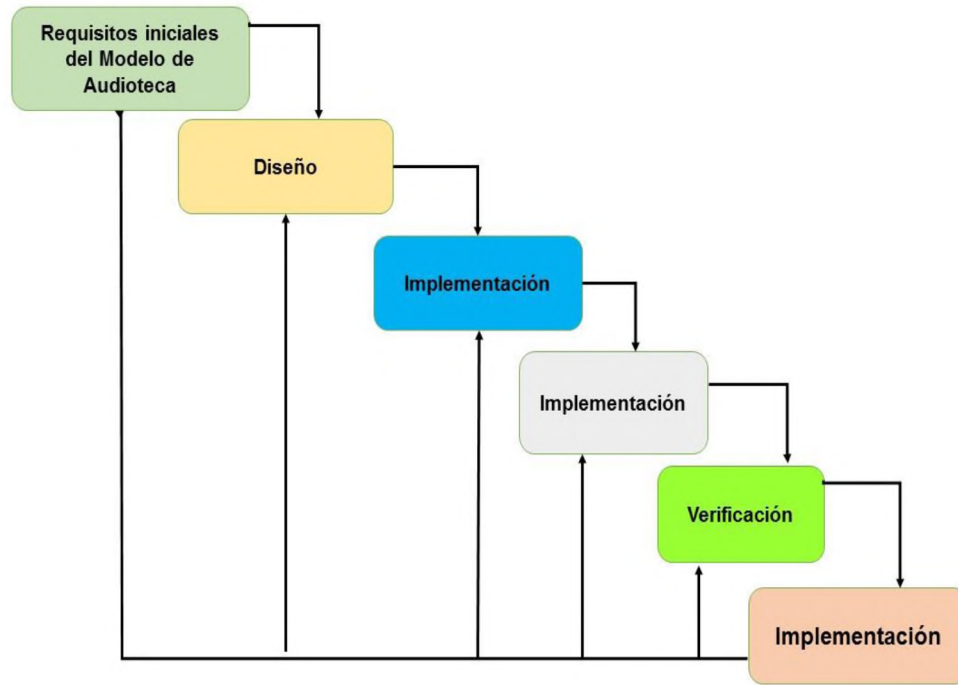 Requisitos iniciales
del Modelo de
Audioteca
Diseño
Implementación
Implementación
Verificación
Implementación